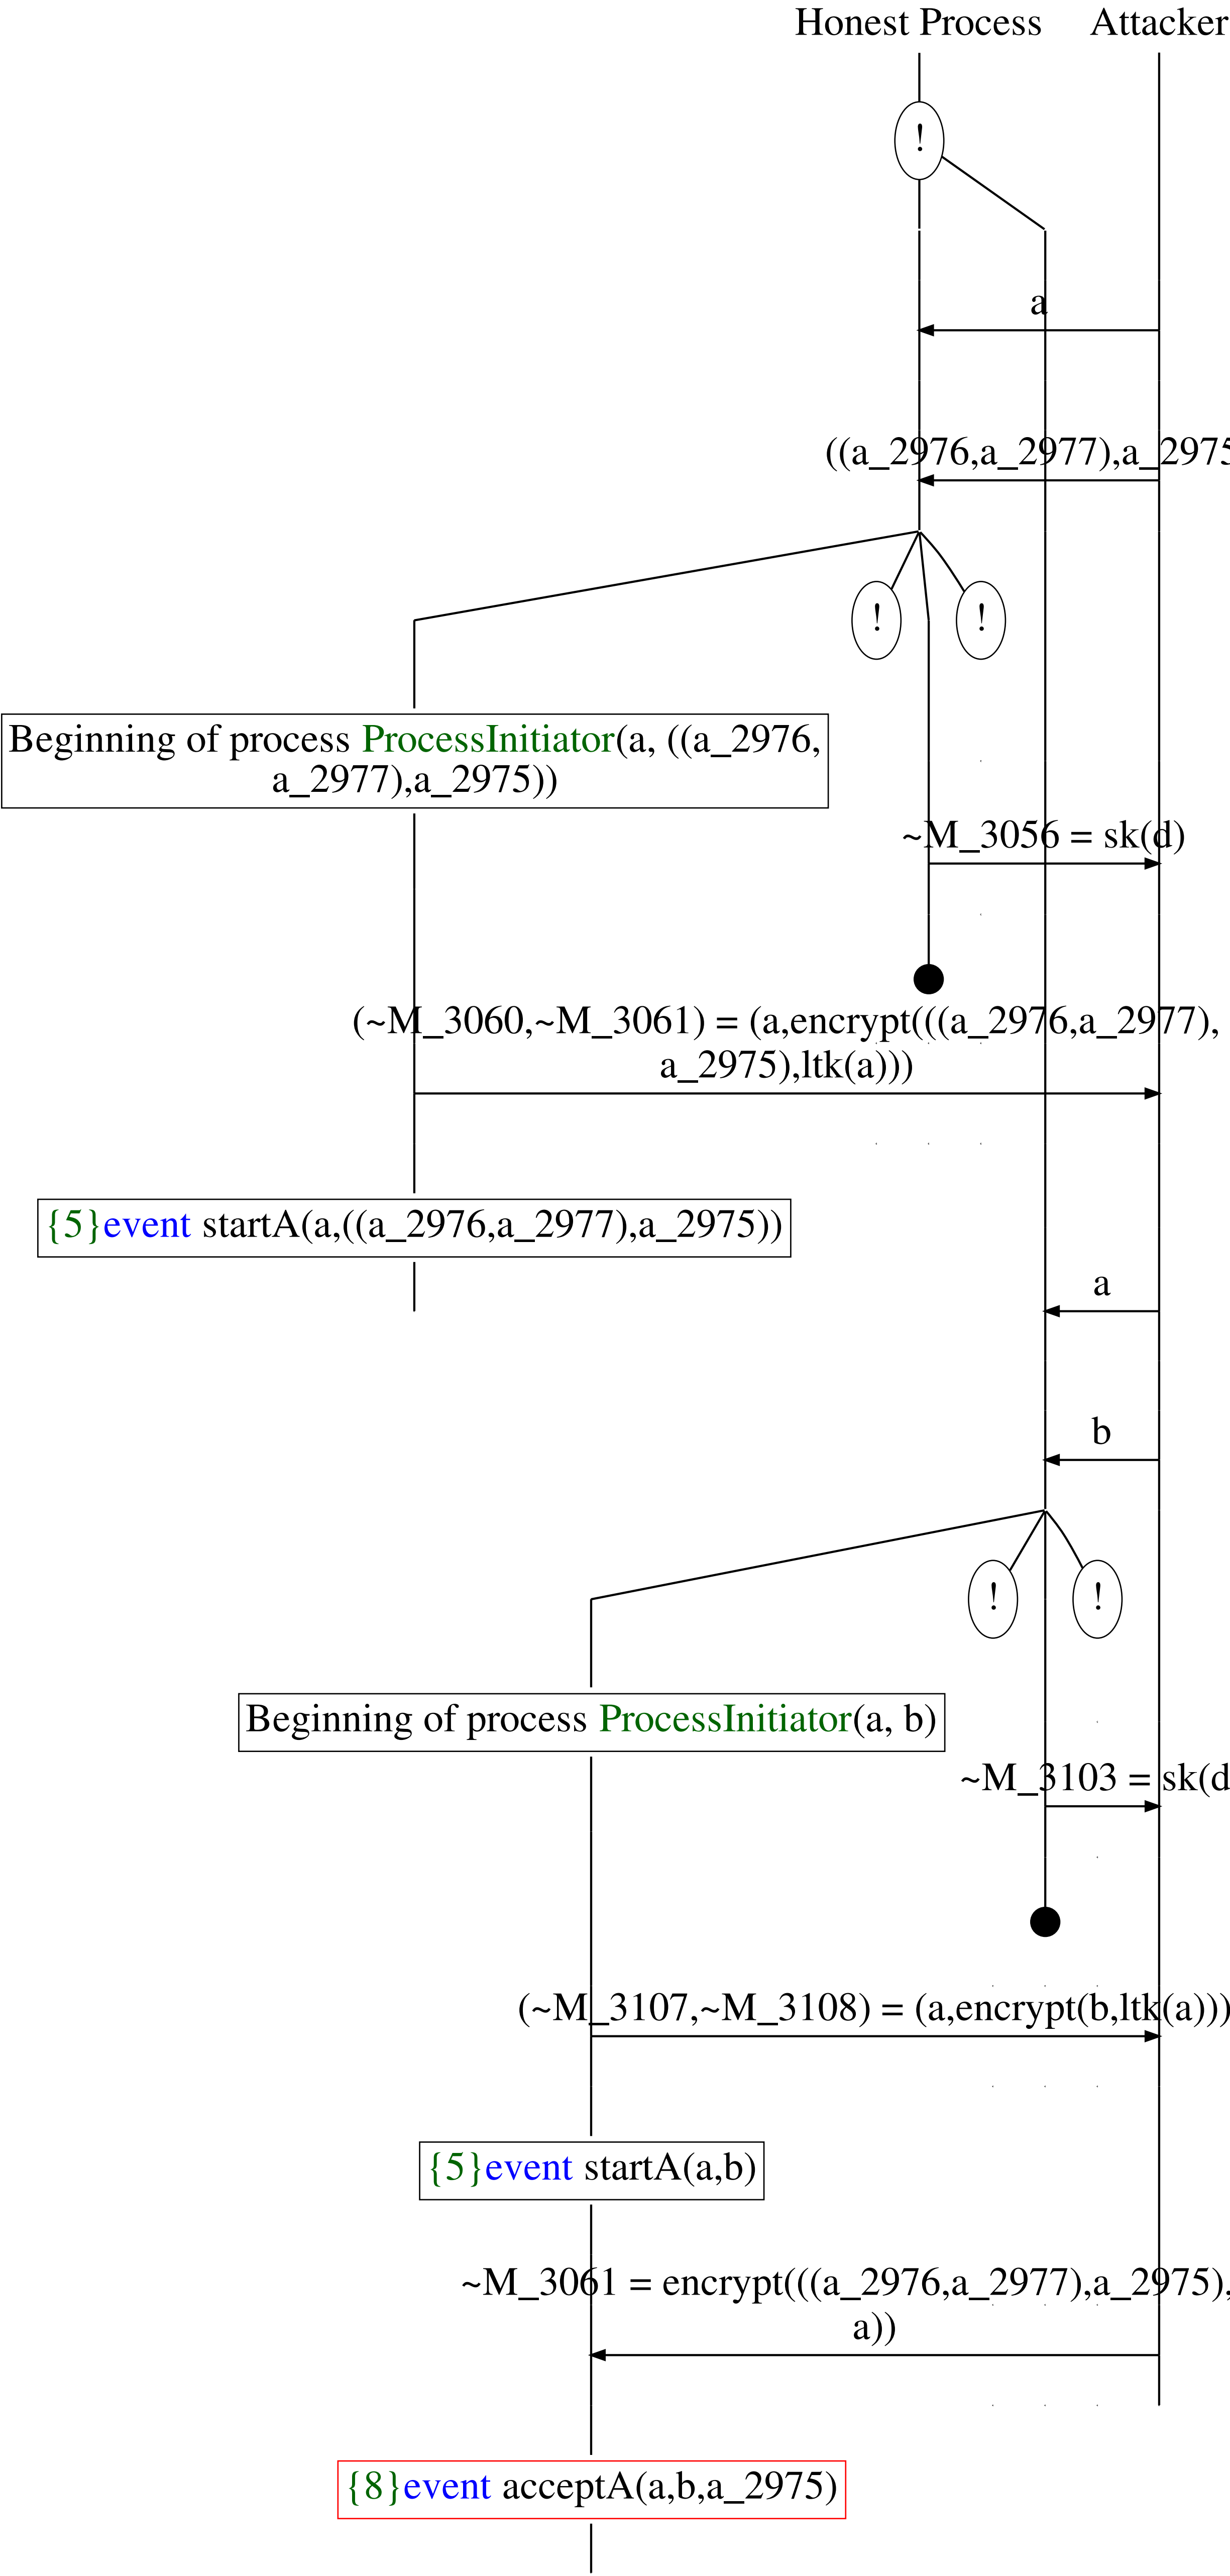 Honest Process Attacker
!
a
((a_2976,a_2977),a_2975
! !
Beginning of process ProcessInitiator(a, ((a_2976,
a_2977),a_2975))
~M_3056 = sk(d)
(~M_3060,~M_3061) = (a,encrypt(((a_2976,a_2977),
a_2975),ltk(a)))
{5}event startA(a,((a_2976,a_2977),a_2975))
a
b
! !
Beginning of process ProcessInitiator(a, b)
~M_3103 = sk(d
(~M_3107,~M_3108) = (a,encrypt(b,ltk(a)))
{5}event startA(a,b)
~M_3061 = encrypt(((a_2976,a_2977),a_2975),
a))
{8}event acceptA(a,b,a_2975)